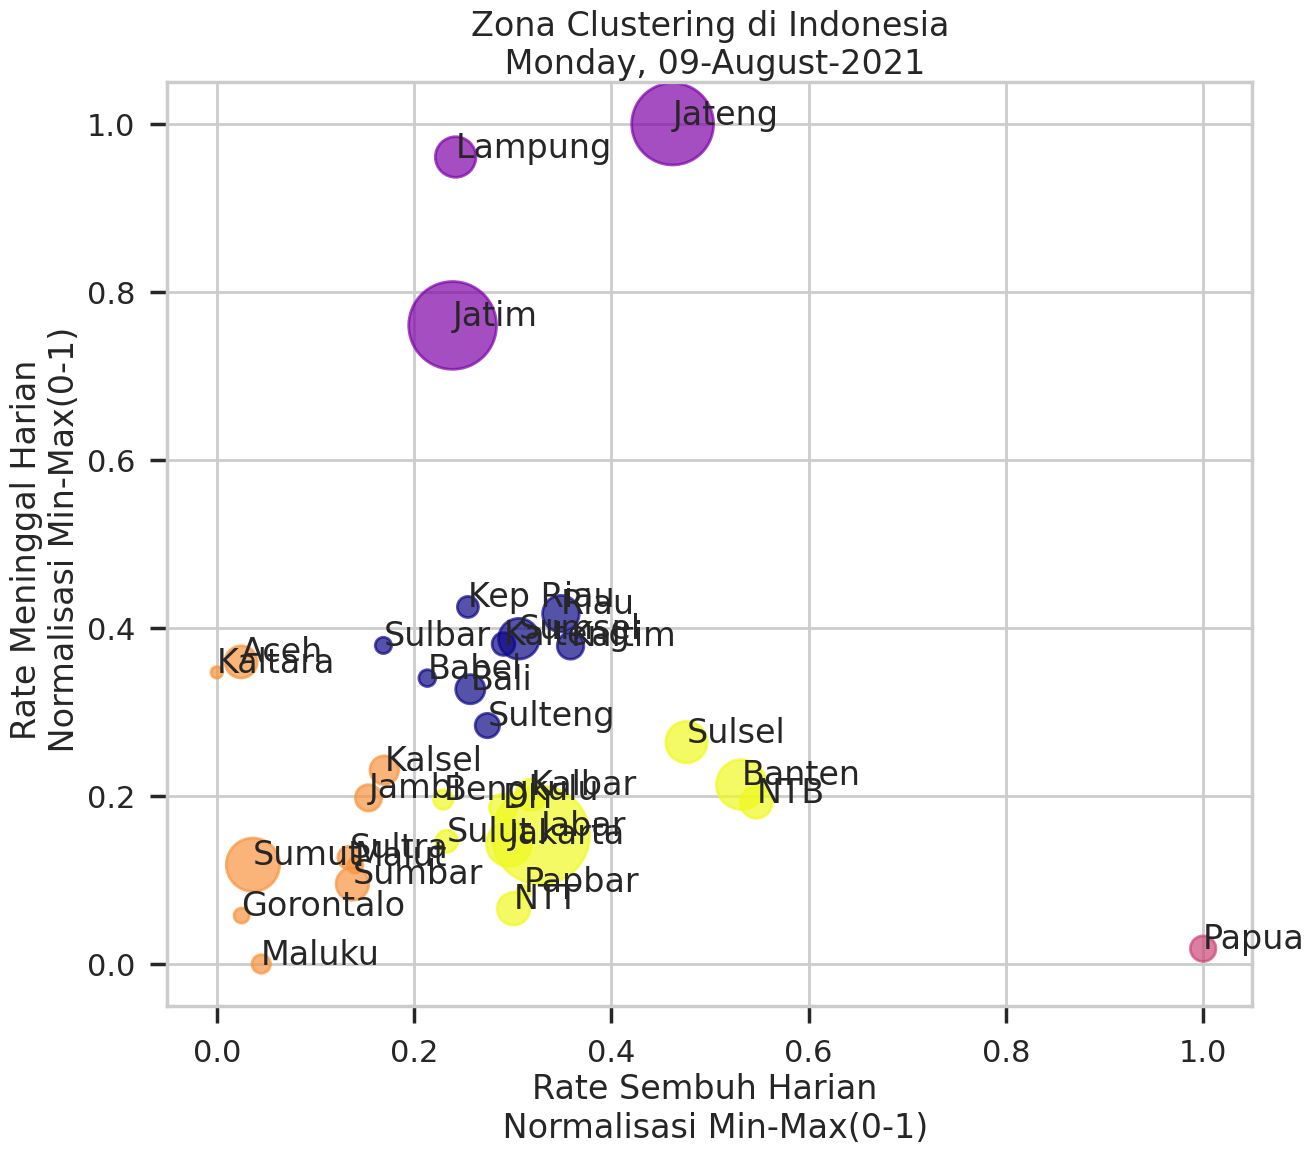 Zona Clustering di Indonesia
Monday, 09-August-2021
Rate Meninggal Harian
Normalisasi Min-Max(0-1)
1.0
0.8
0.6
0.4
0.2
0.0
Jateng
Lampung
Jatim
Kep Riau
Riau
Sumsel
Sulbar
Kalteng
Kaltim
Aceh
Kaltara
Babel
Bali
Sulteng
Sulsel
Kalsel
Banten
Jambi
Bengkulu
Kalbar
NTB
DIY
Jabar
Sulut
Jakarta
Sultra
Malut
Sumut
Sumbar
Papbar
NTT
Gorontalo
Maluku
Papua
0.0 0.2 0.4 0.6 0.8 1.0
Rate Sembuh Harian
Normalisasi Min-Max(0-1)